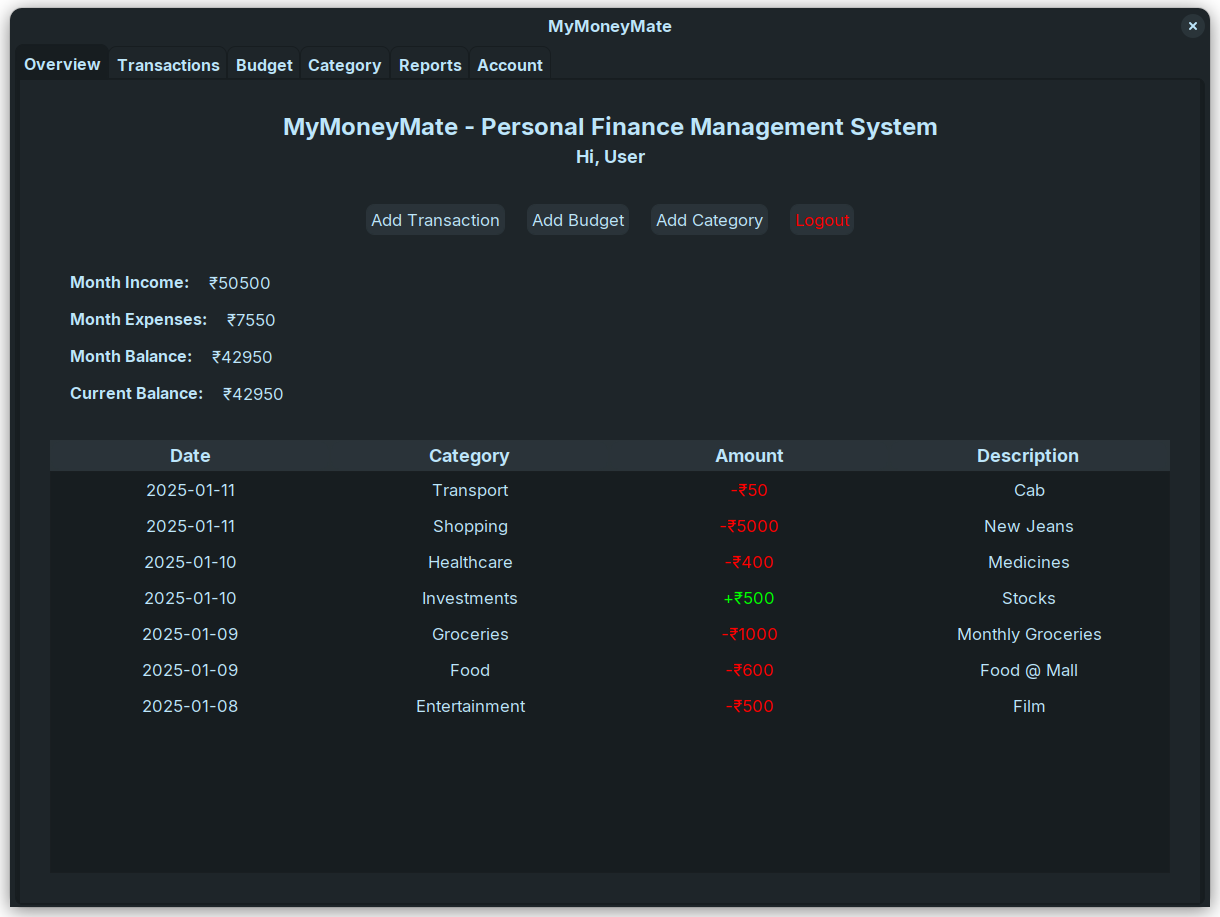 MyMoneyMate
Overview Transactions Budget Category Reports Account
MyMoneyMate - Personal Finance Management System
Hi, User
Add Transaction Add Budget Add Category Logout
Month Income: ₹50500
Month Expenses: ₹7550
Month Balance: ₹42950
Current Balance: ₹42950
Date Category Amount Description
2025-01-11 Transport -₹50 Cab
2025-01-11 Shopping -₹5000 New Jeans
2025-01-10 Healthcare -₹400 Medicines
2025-01-10 Investments +₹500 Stocks
2025-01-09 Groceries -₹1000 Monthly Groceries
2025-01-09 Food -₹600 Food @ Mall
2025-01-08 Entertainment -₹500 Film